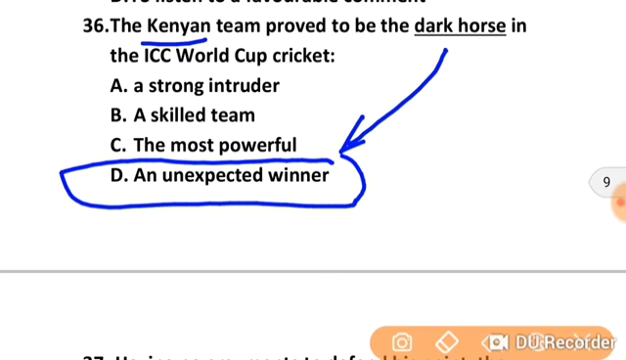 36.The Kenyan team proved to be the dark horse in
the ICC World Cup cricket:
A. a strong intruder
B. A skilled team
C. The most powerful
D. An unexpected winner
9
DU Recorder